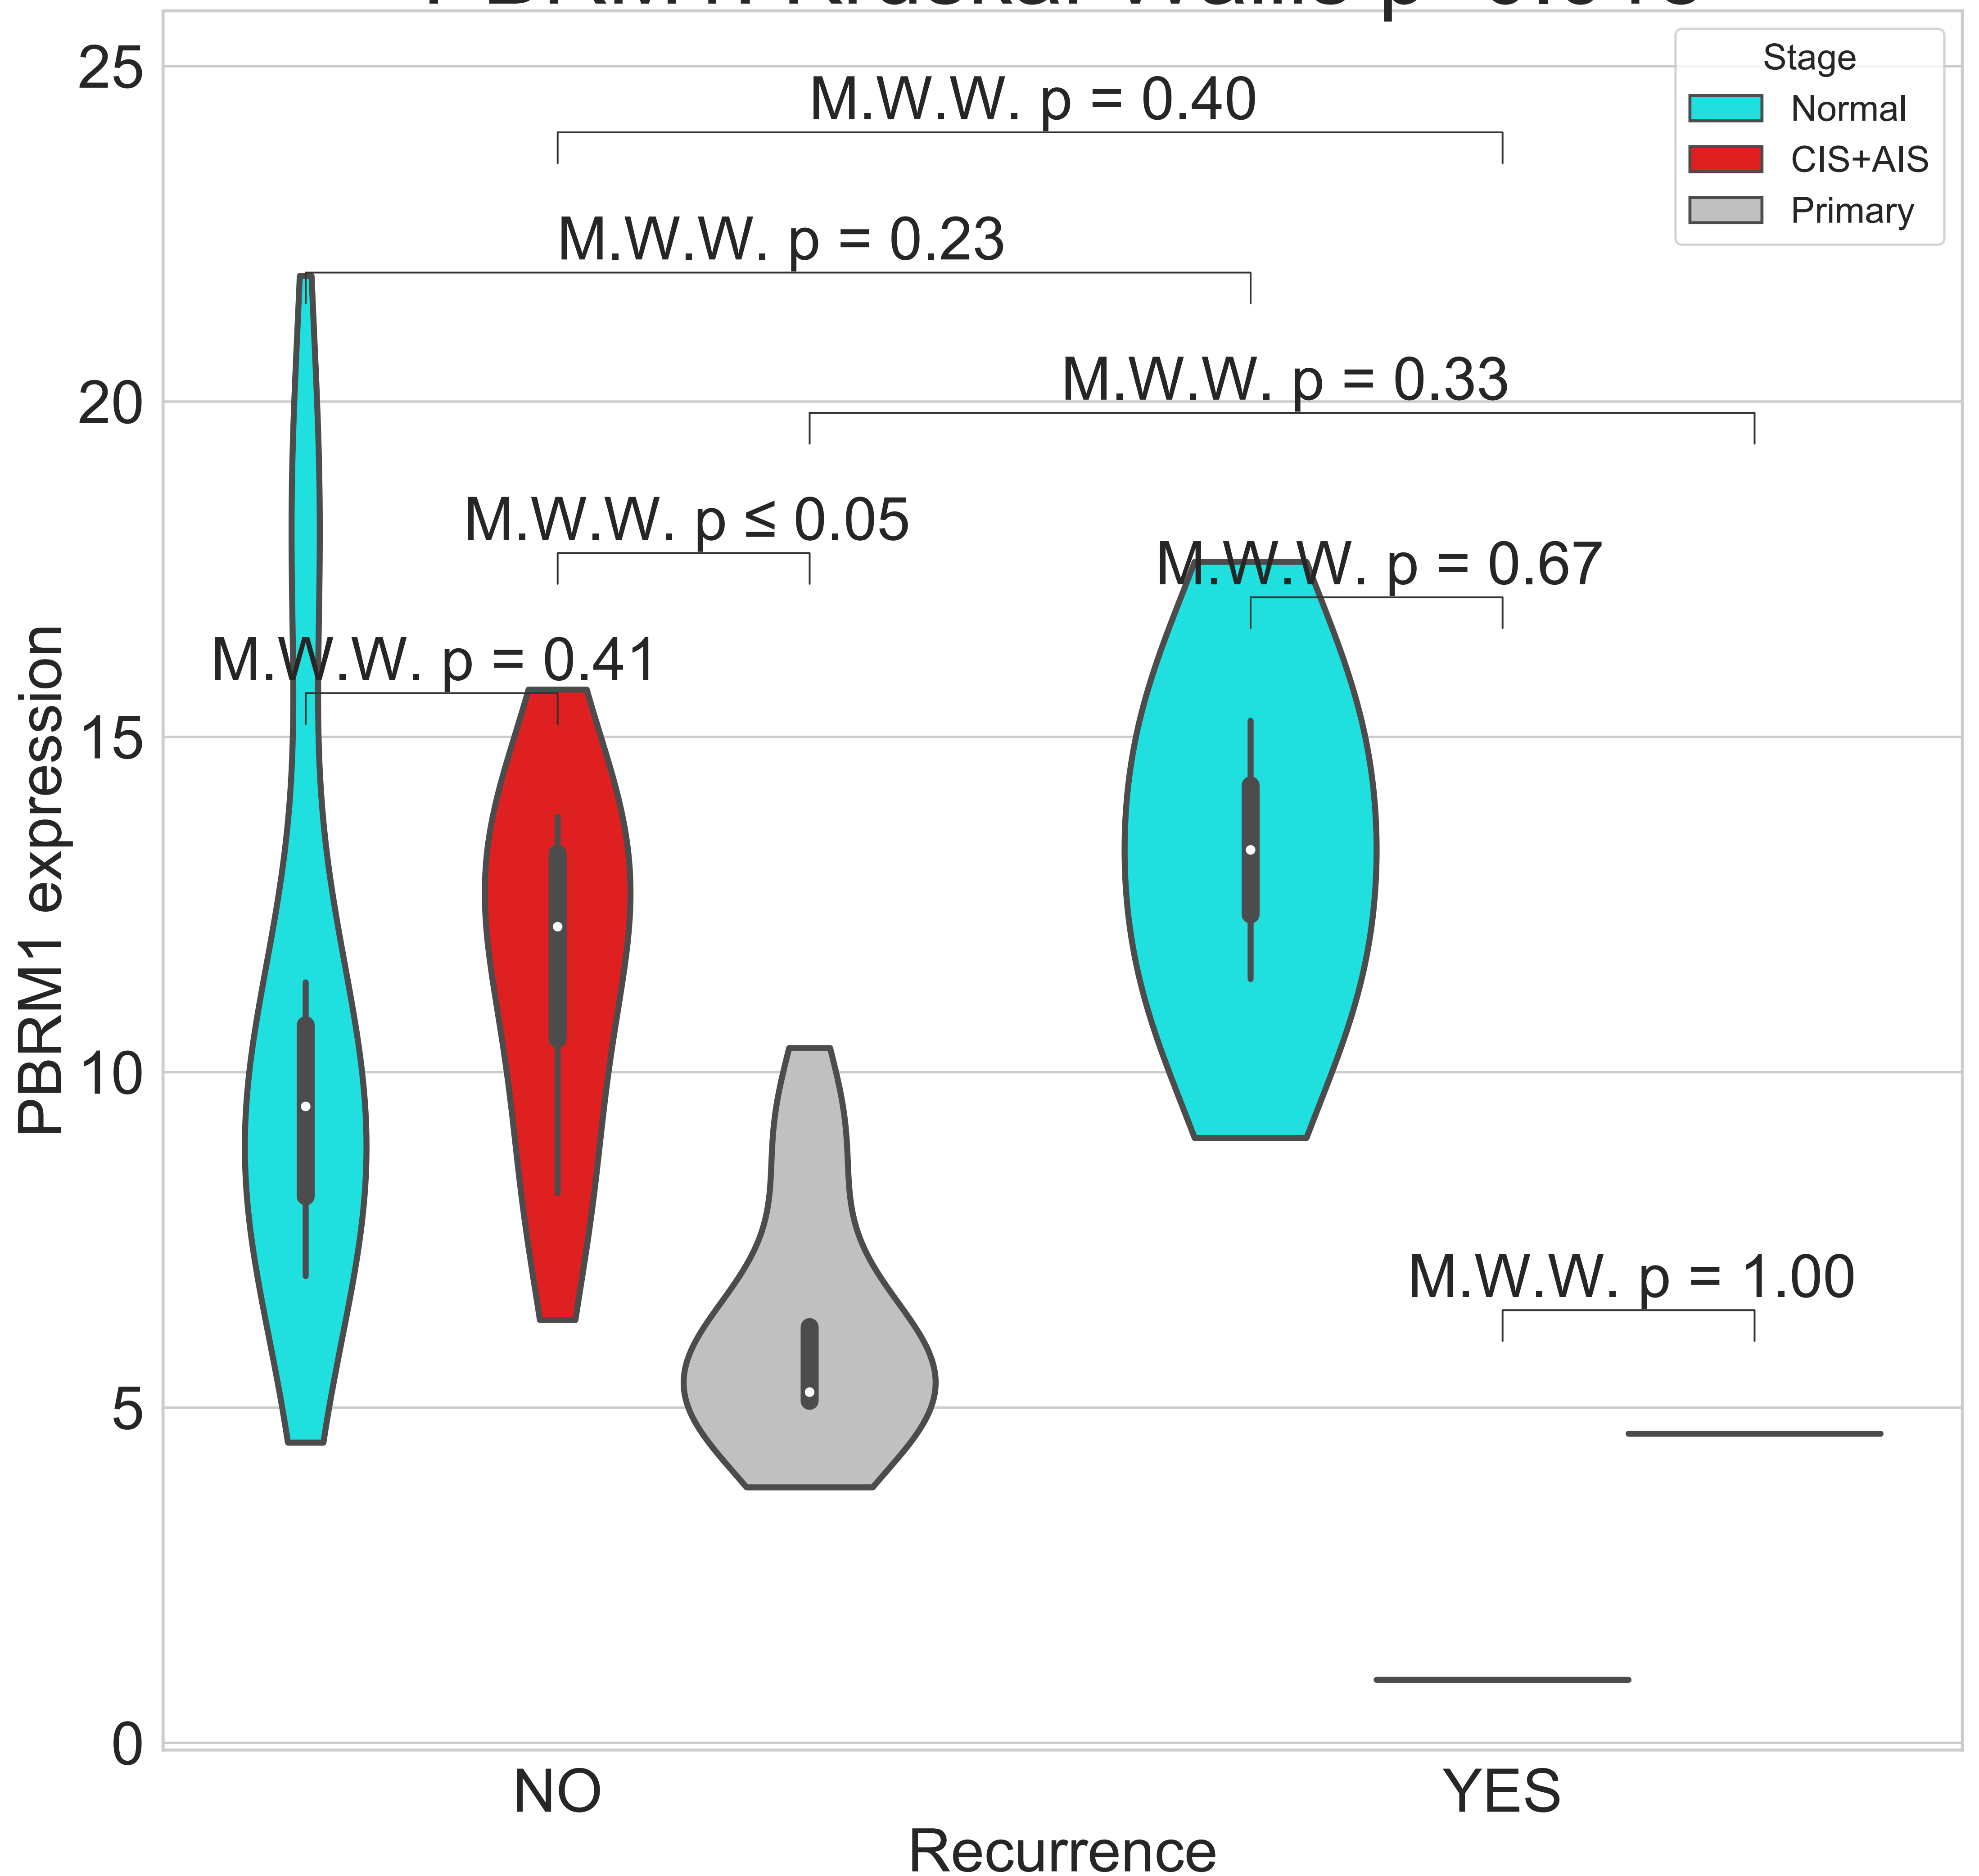 Stage
Normal
CIS+AIS
Primary
25
20
15
10
5
0
PBRM1 expression
M.W.W. p = 0.40
M.W.W. p = 0.23
M.W.W. p = 0.33
M.W.W. p ≤ 0.05
M.W.W. p = 0.67
M.W.W. p = 0.41
M.W.W. p = 1.00
NO
YES
Recurrence